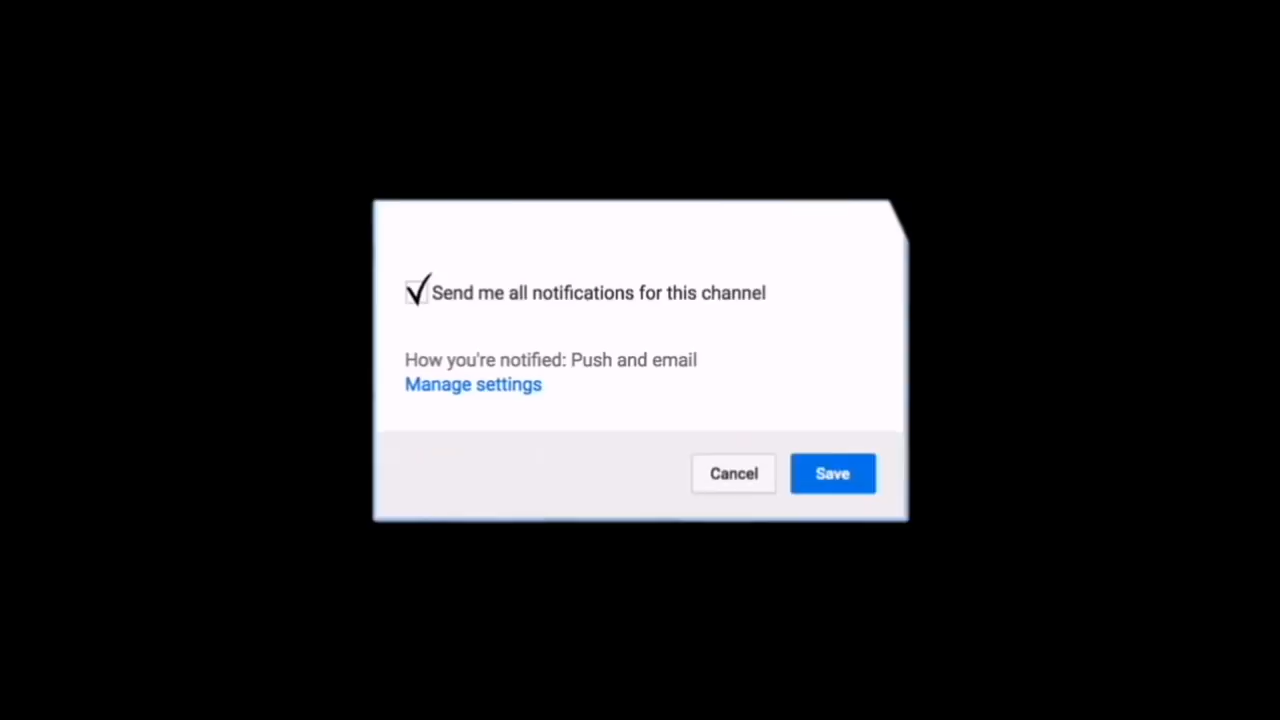 Send me all notifications for this channel
How you're notified: Push and email
Manage settings
Cancel
Save